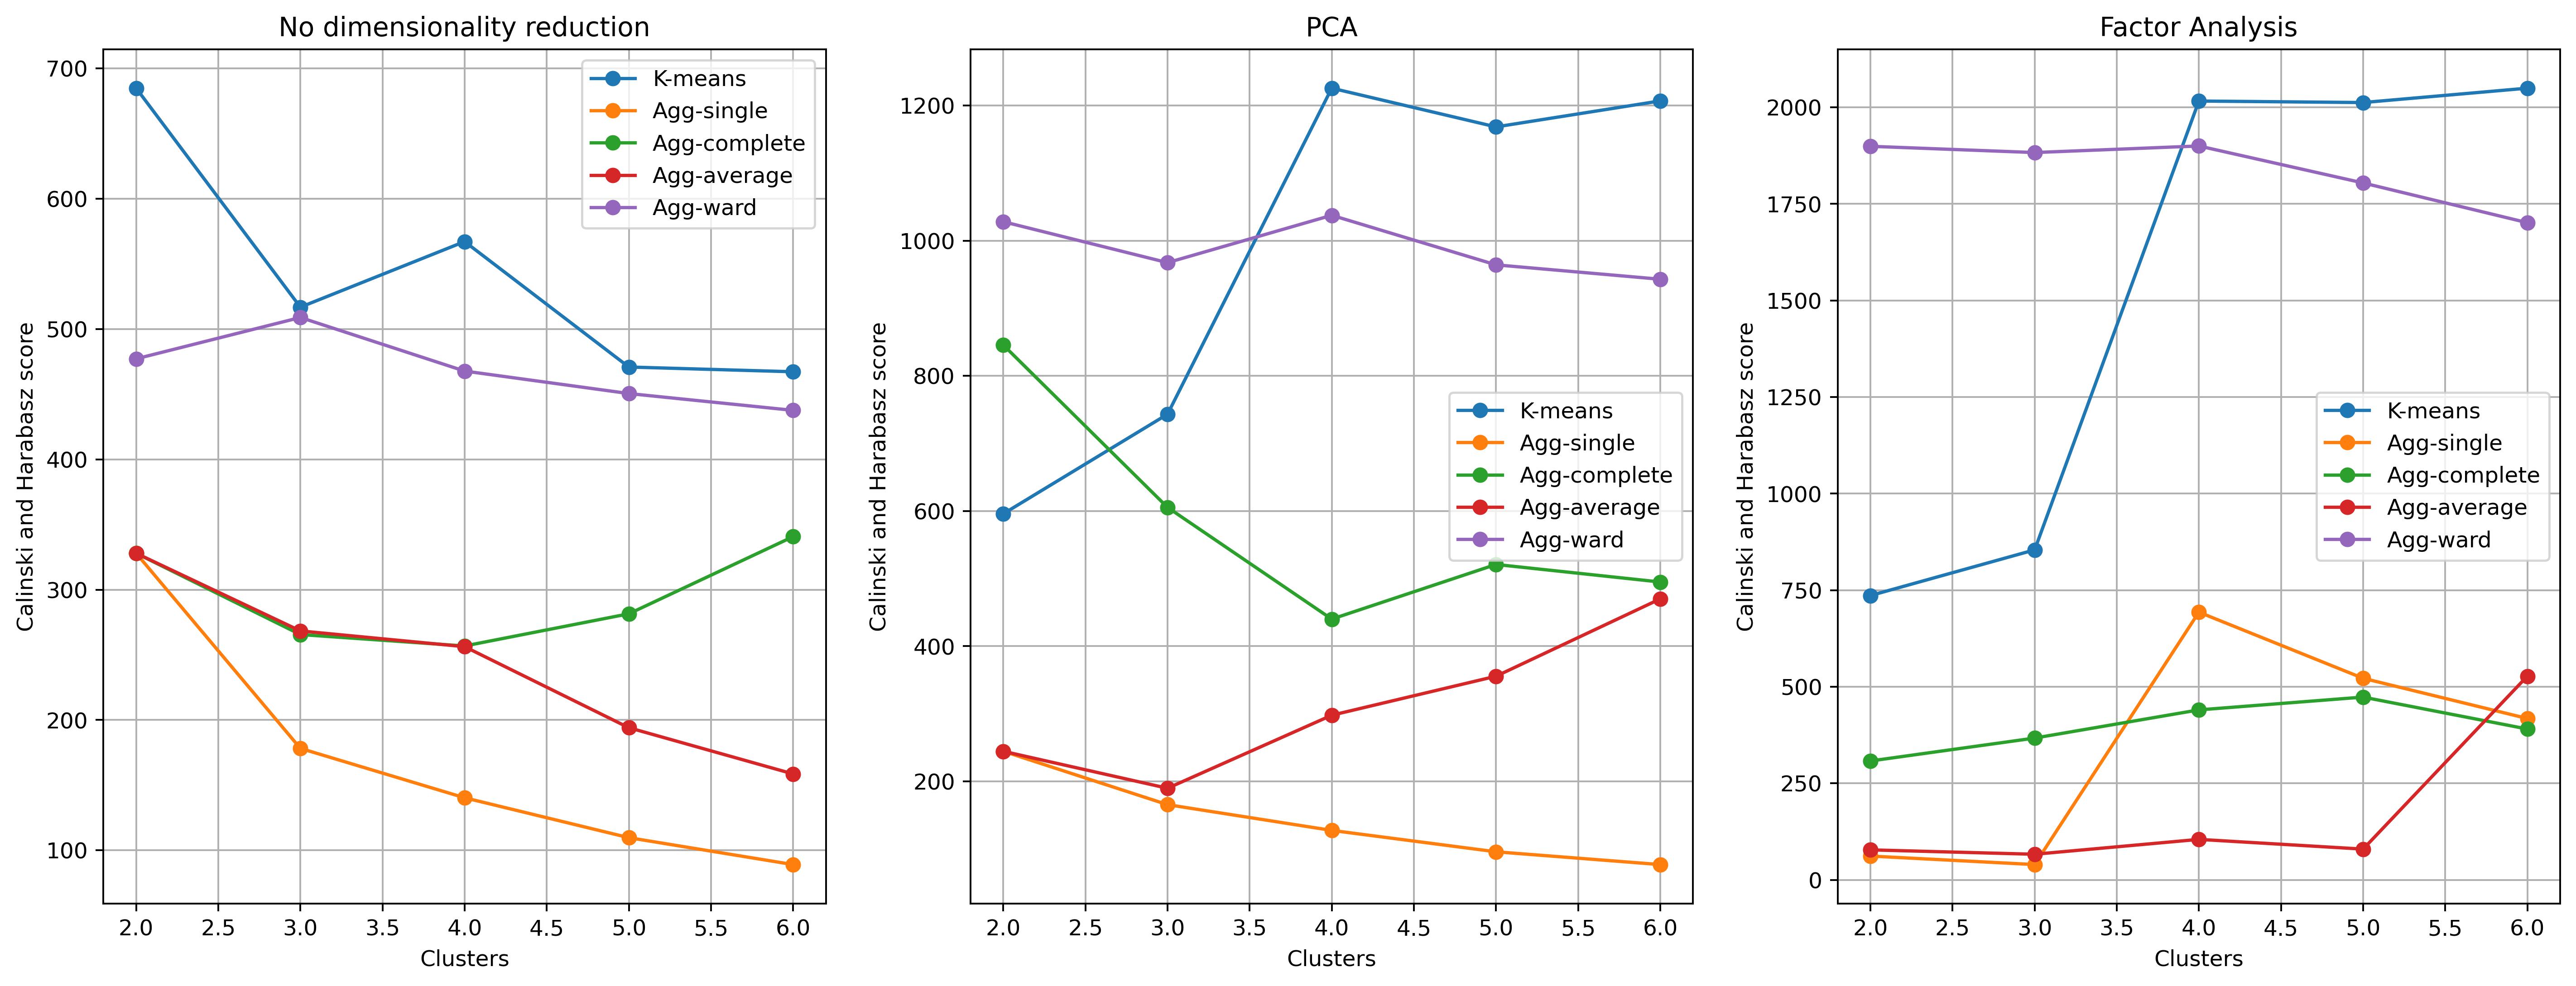 No dimensionality reduction
Calinski and Harabasz score
700
600
500
400
300
200
100
2.0 2.5 3.0 3.5 4.0 4.5 5.0 5.5 6.0
Clusters
K-means
Agg-single
Agg-complete
Agg-average
Agg-ward
PCA
Calinski and Harabasz score
1200
1000
800
600
400
200
2.0 2.5 3.0 3.5 4.0 4.5 5.0 5.5 6.0
Clusters
K-means
Agg-single
Agg-complete
Agg-average
Agg-ward
Factor Analysis
Calinski and Harabasz score
2000
1750
1500
1250
1000
750
500
250
0
2.0 2.5 3.0 3.5 4.0 4.5 5.0 5.5 6.0
Clusters
K-means
Agg-single
Agg-complete
Agg-average
Agg-ward